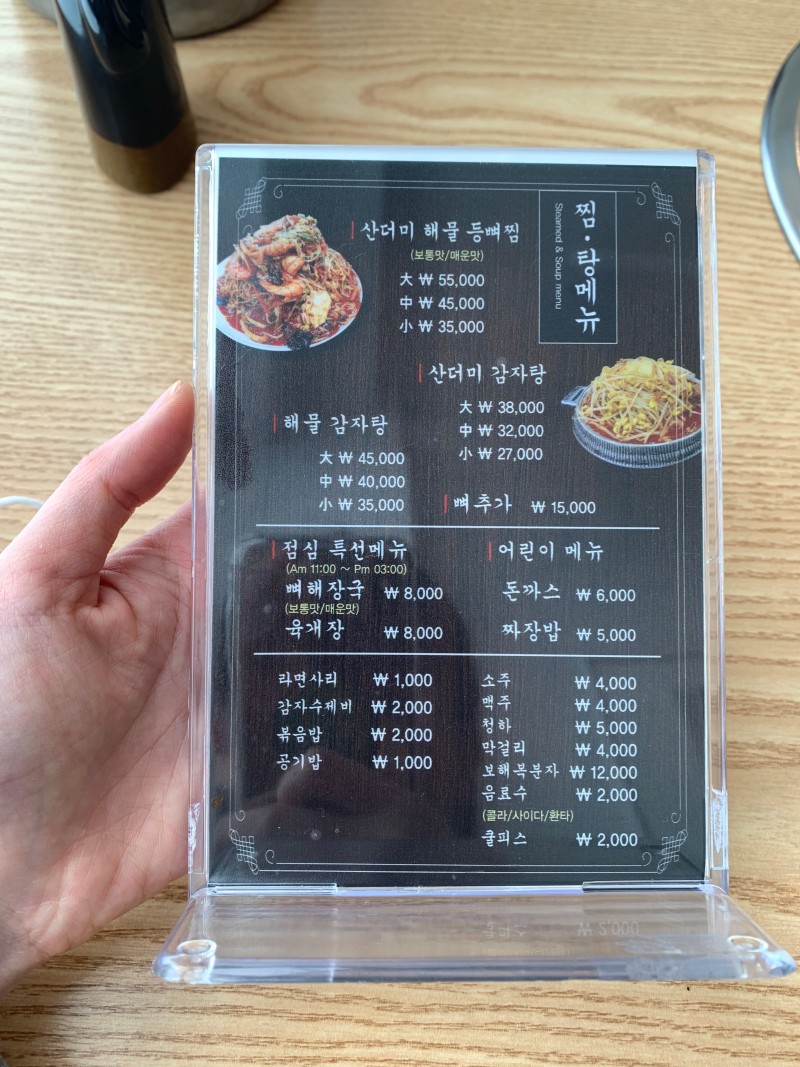 찜·탕메뉴
Steamed & Soup menu
산더미 해물 등뼈찜
(보통맛/매운맛)
大 ₩ 55,000
中 ₩ 45,000
小 ₩ 35,000
산더미 감자탕
大 ₩ 38,000
中 ₩ 32,000
小 ₩ 27,000
해물 감자탕
大 ₩ 45,000
中 ₩ 40,000
小 ₩ 35,000
뼈추가 ₩ 15,000
점심 특선메뉴
(Am 11:00 ~ Pm 03:00)
뼈해장국 ₩ 8,000
(보통맛/매운맛)
육개장 ₩ 8,000
어린이 메뉴
돈까스 ₩ 6,000
짜장밥 ₩ 5,000
라면사리 ₩ 1,000
감자수제비 ₩ 2,000
볶음밥 ₩ 2,000
공기밥 ₩ 1,000
소주 ₩ 4,000
맥주 ₩ 4,000
청하 ₩ 5,000
막걸리 ₩ 4,000
보해복분자 ₩ 12,000
음료수 ₩ 2,000
(콜라/사이다/환타)
쿨피스 ₩ 2,000